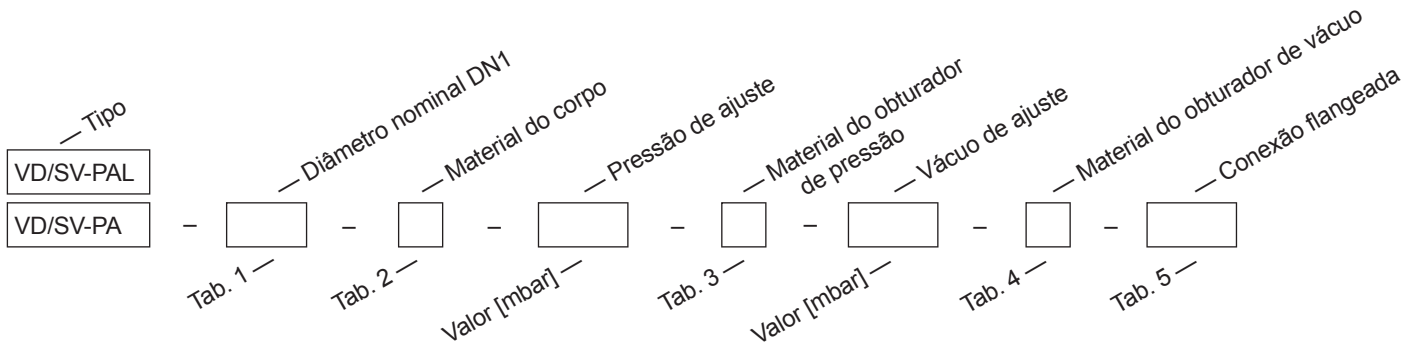 — Tipo
— Diâmetro nominal DN1
— Material do corpo
— Pressão de ajuste
— Material do obturador
de pressão
— Vácuo de ajuste
— Material do obturador de vácuo
— Conexão flangeada
VD/SV-PAL
VD/SV-PA – – – – – – –
Tab. 1 —
Tab. 2 —
Valor [mbar] —
Tab. 3 —
Valor [mbar] —
Tab. 4 —
Tab. 5 —